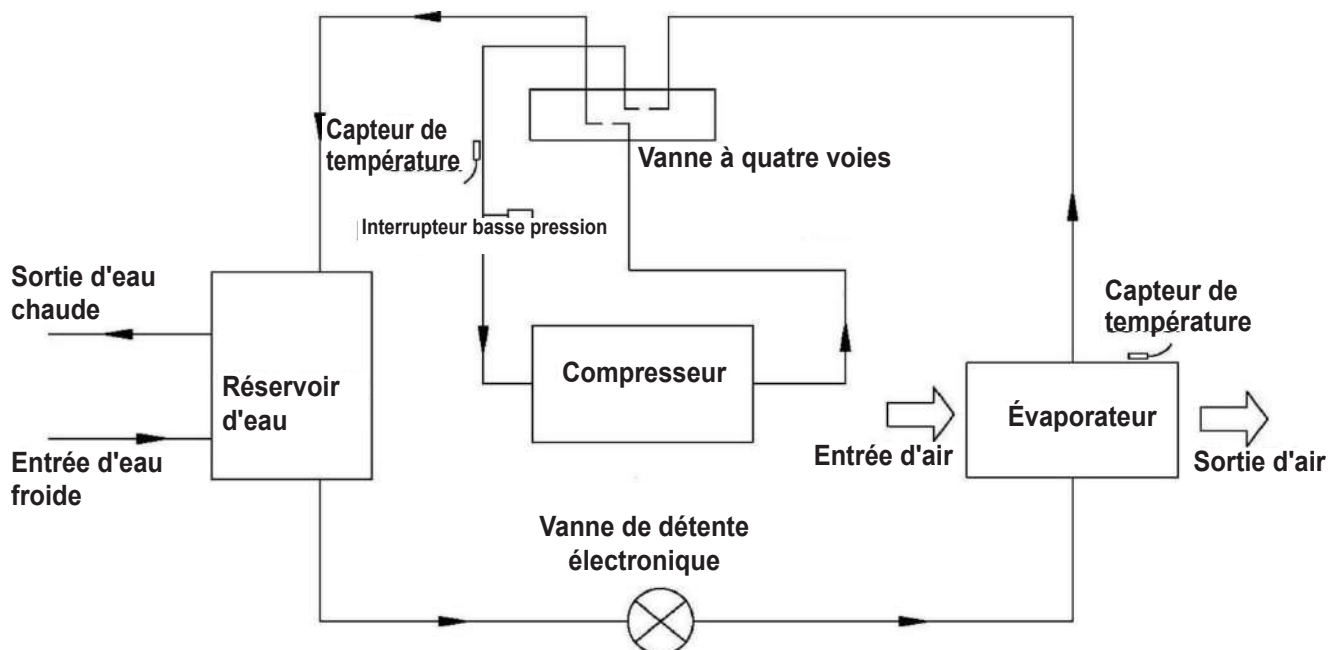 Capteur de
température
Vanne à quatre voies
Interrupteur basse pression
Sortie d'eau
chaude
Capteur de
température
Compresseur
Réservoir
d'eau
Évaporateur
Entrée d'eau
froide
Entrée d'air
Sortie d'air
Vanne de détente
électronique